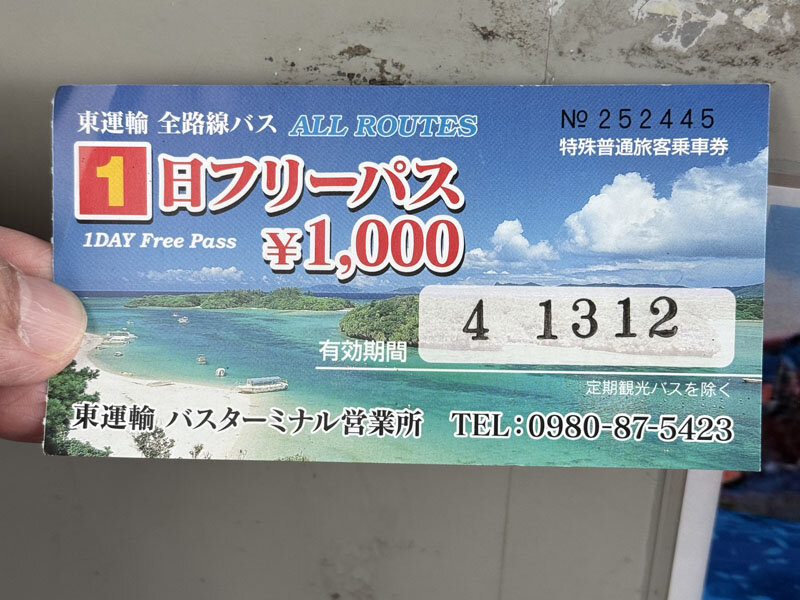 東運輸 全路線バス ALL ROUTES
№ 252445
特殊普通旅客乗車券
1日フリーパス
1DAY Free Pass ¥1,000
有効期間 4 1312
定期観光バスを除く
東運輸 バスターミナル営業所 TEL:0980-87-5423